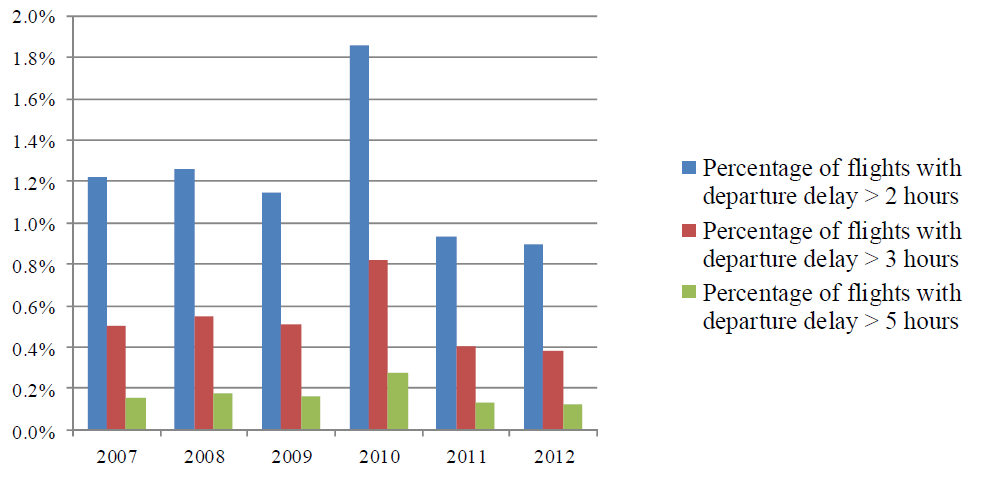 2.0%
1.8%
1.6%
1.4%
1.2%
1.0%
0.8%
0.6%
0.4%
0.2%
0.0%
2007 2008 2009 2010 2011 2012
Percentage of flights with
departure delay > 2 hours
Percentage of flights with
departure delay > 3 hours
Percentage of flights with
departure delay > 5 hours